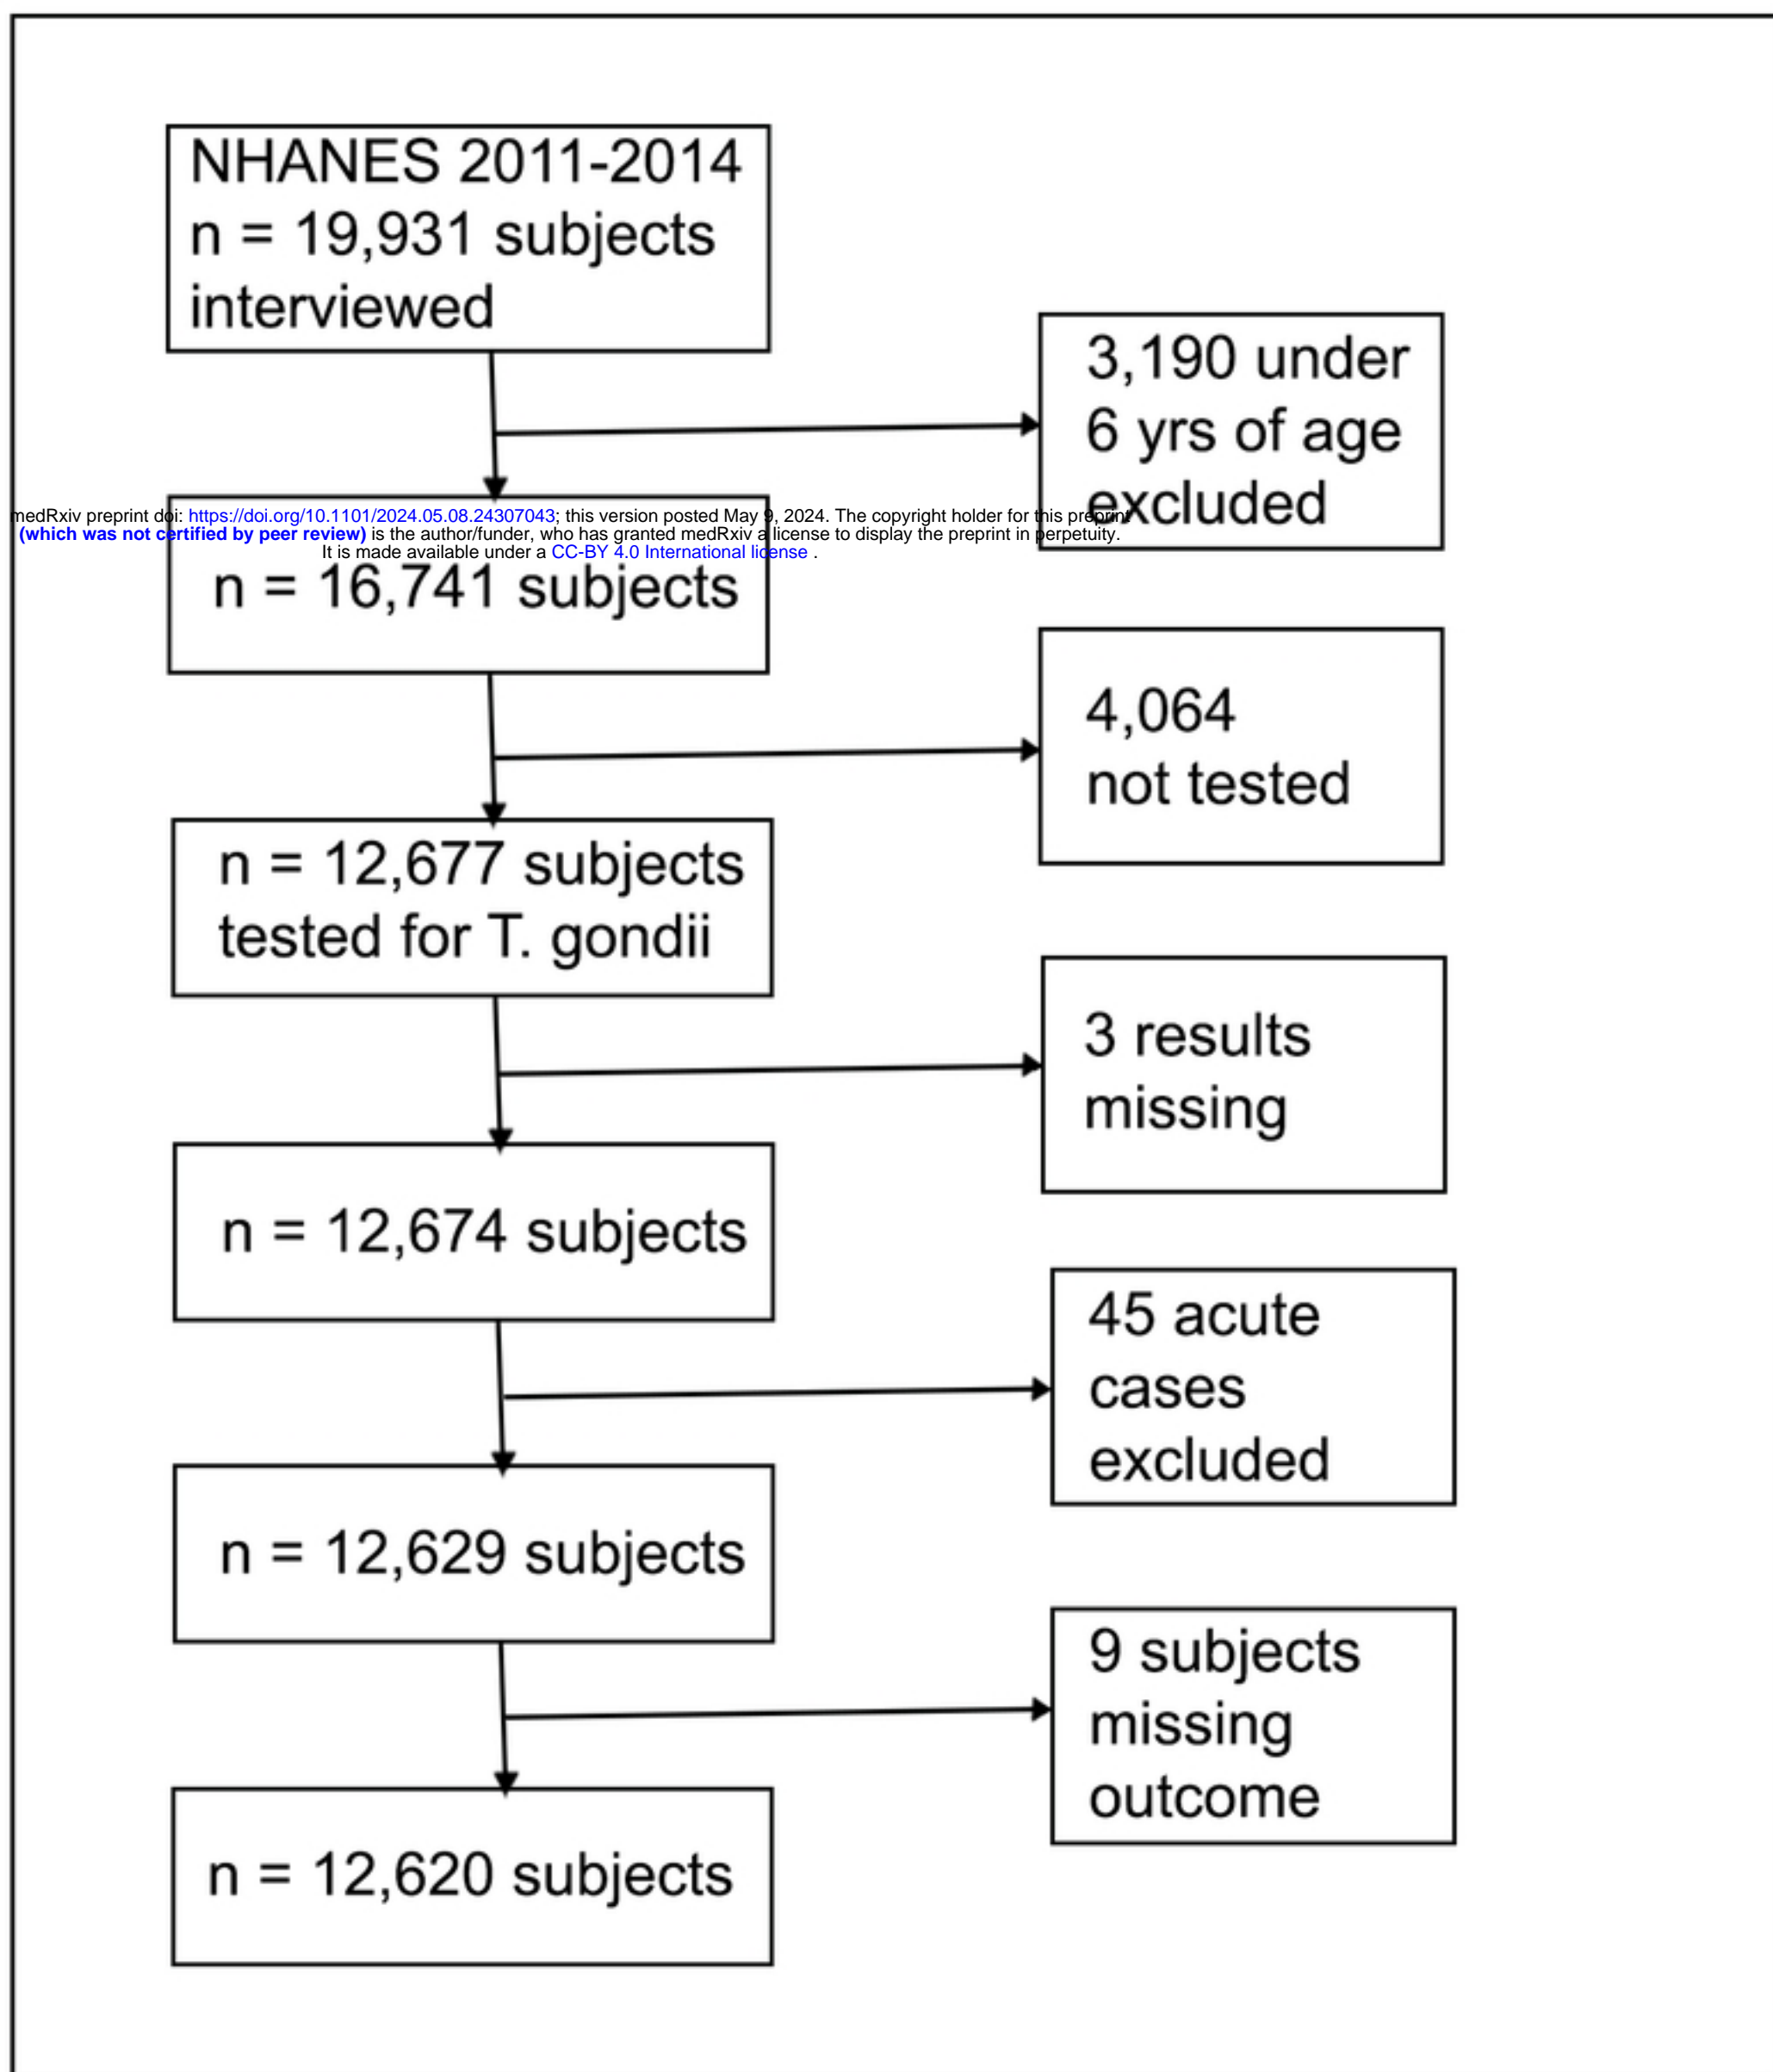 NHANES 2011-2014
n = 19,931 subjects
interviewed
3,190 under
6 yrs of age
excluded
medRxiv preprint doi: https://doi.org/10.1101/2024.05.08.24307043; this version posted May 9, 2024. The copyright holder for this preprint
(which was not certified by peer review) is the author/funder, who has granted medRxiv a license to display the preprint in perpetuity.
It is made available under a CC-BY 4.0 International license .
n = 16,741 subjects
4,064
not tested
n = 12,677 subjects
tested for T. gondii
3 results
missing
n = 12,674 subjects
45 acute
cases
excluded
n = 12,629 subjects
9 subjects
missing
outcome
n = 12,620 subjects